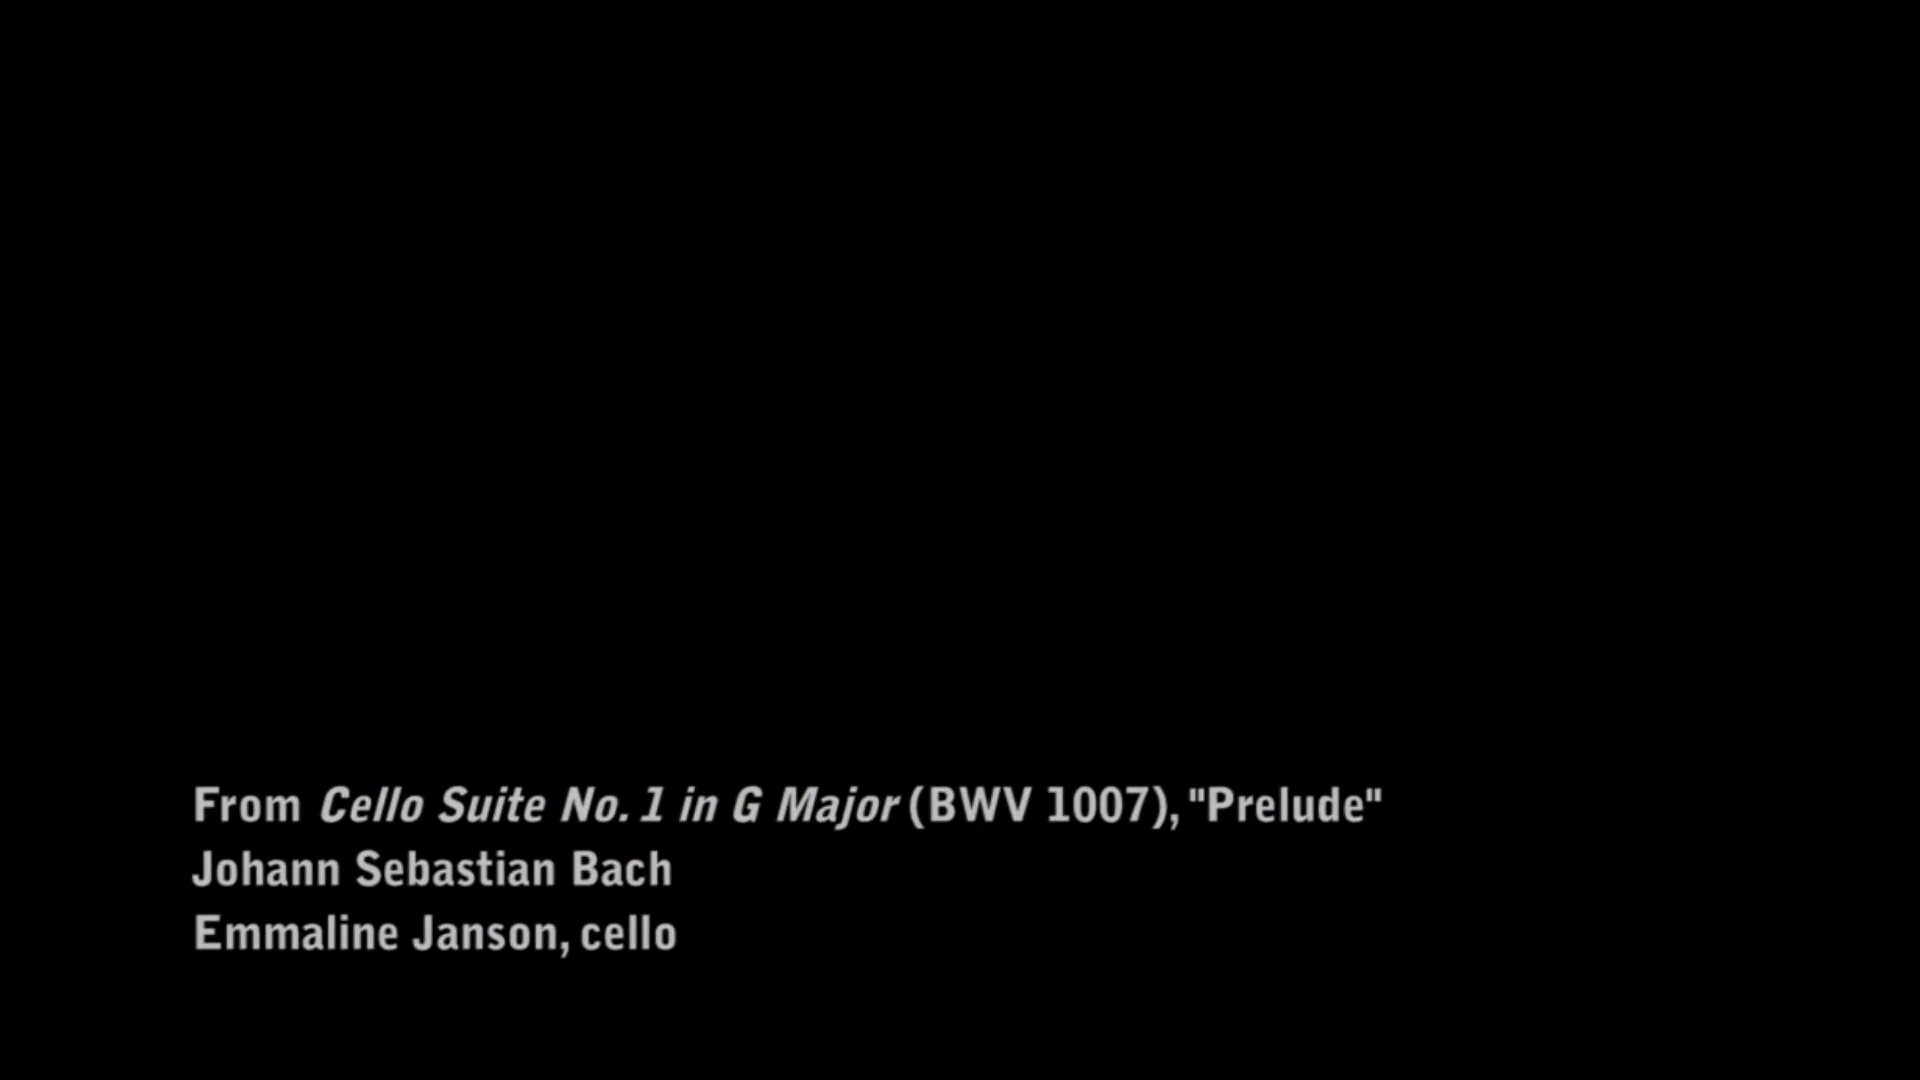 From Cello Suite No. 1 in G Major (BWV 1007), "Prelude"
Johann Sebastian Bach
Emmaline Janson, cello